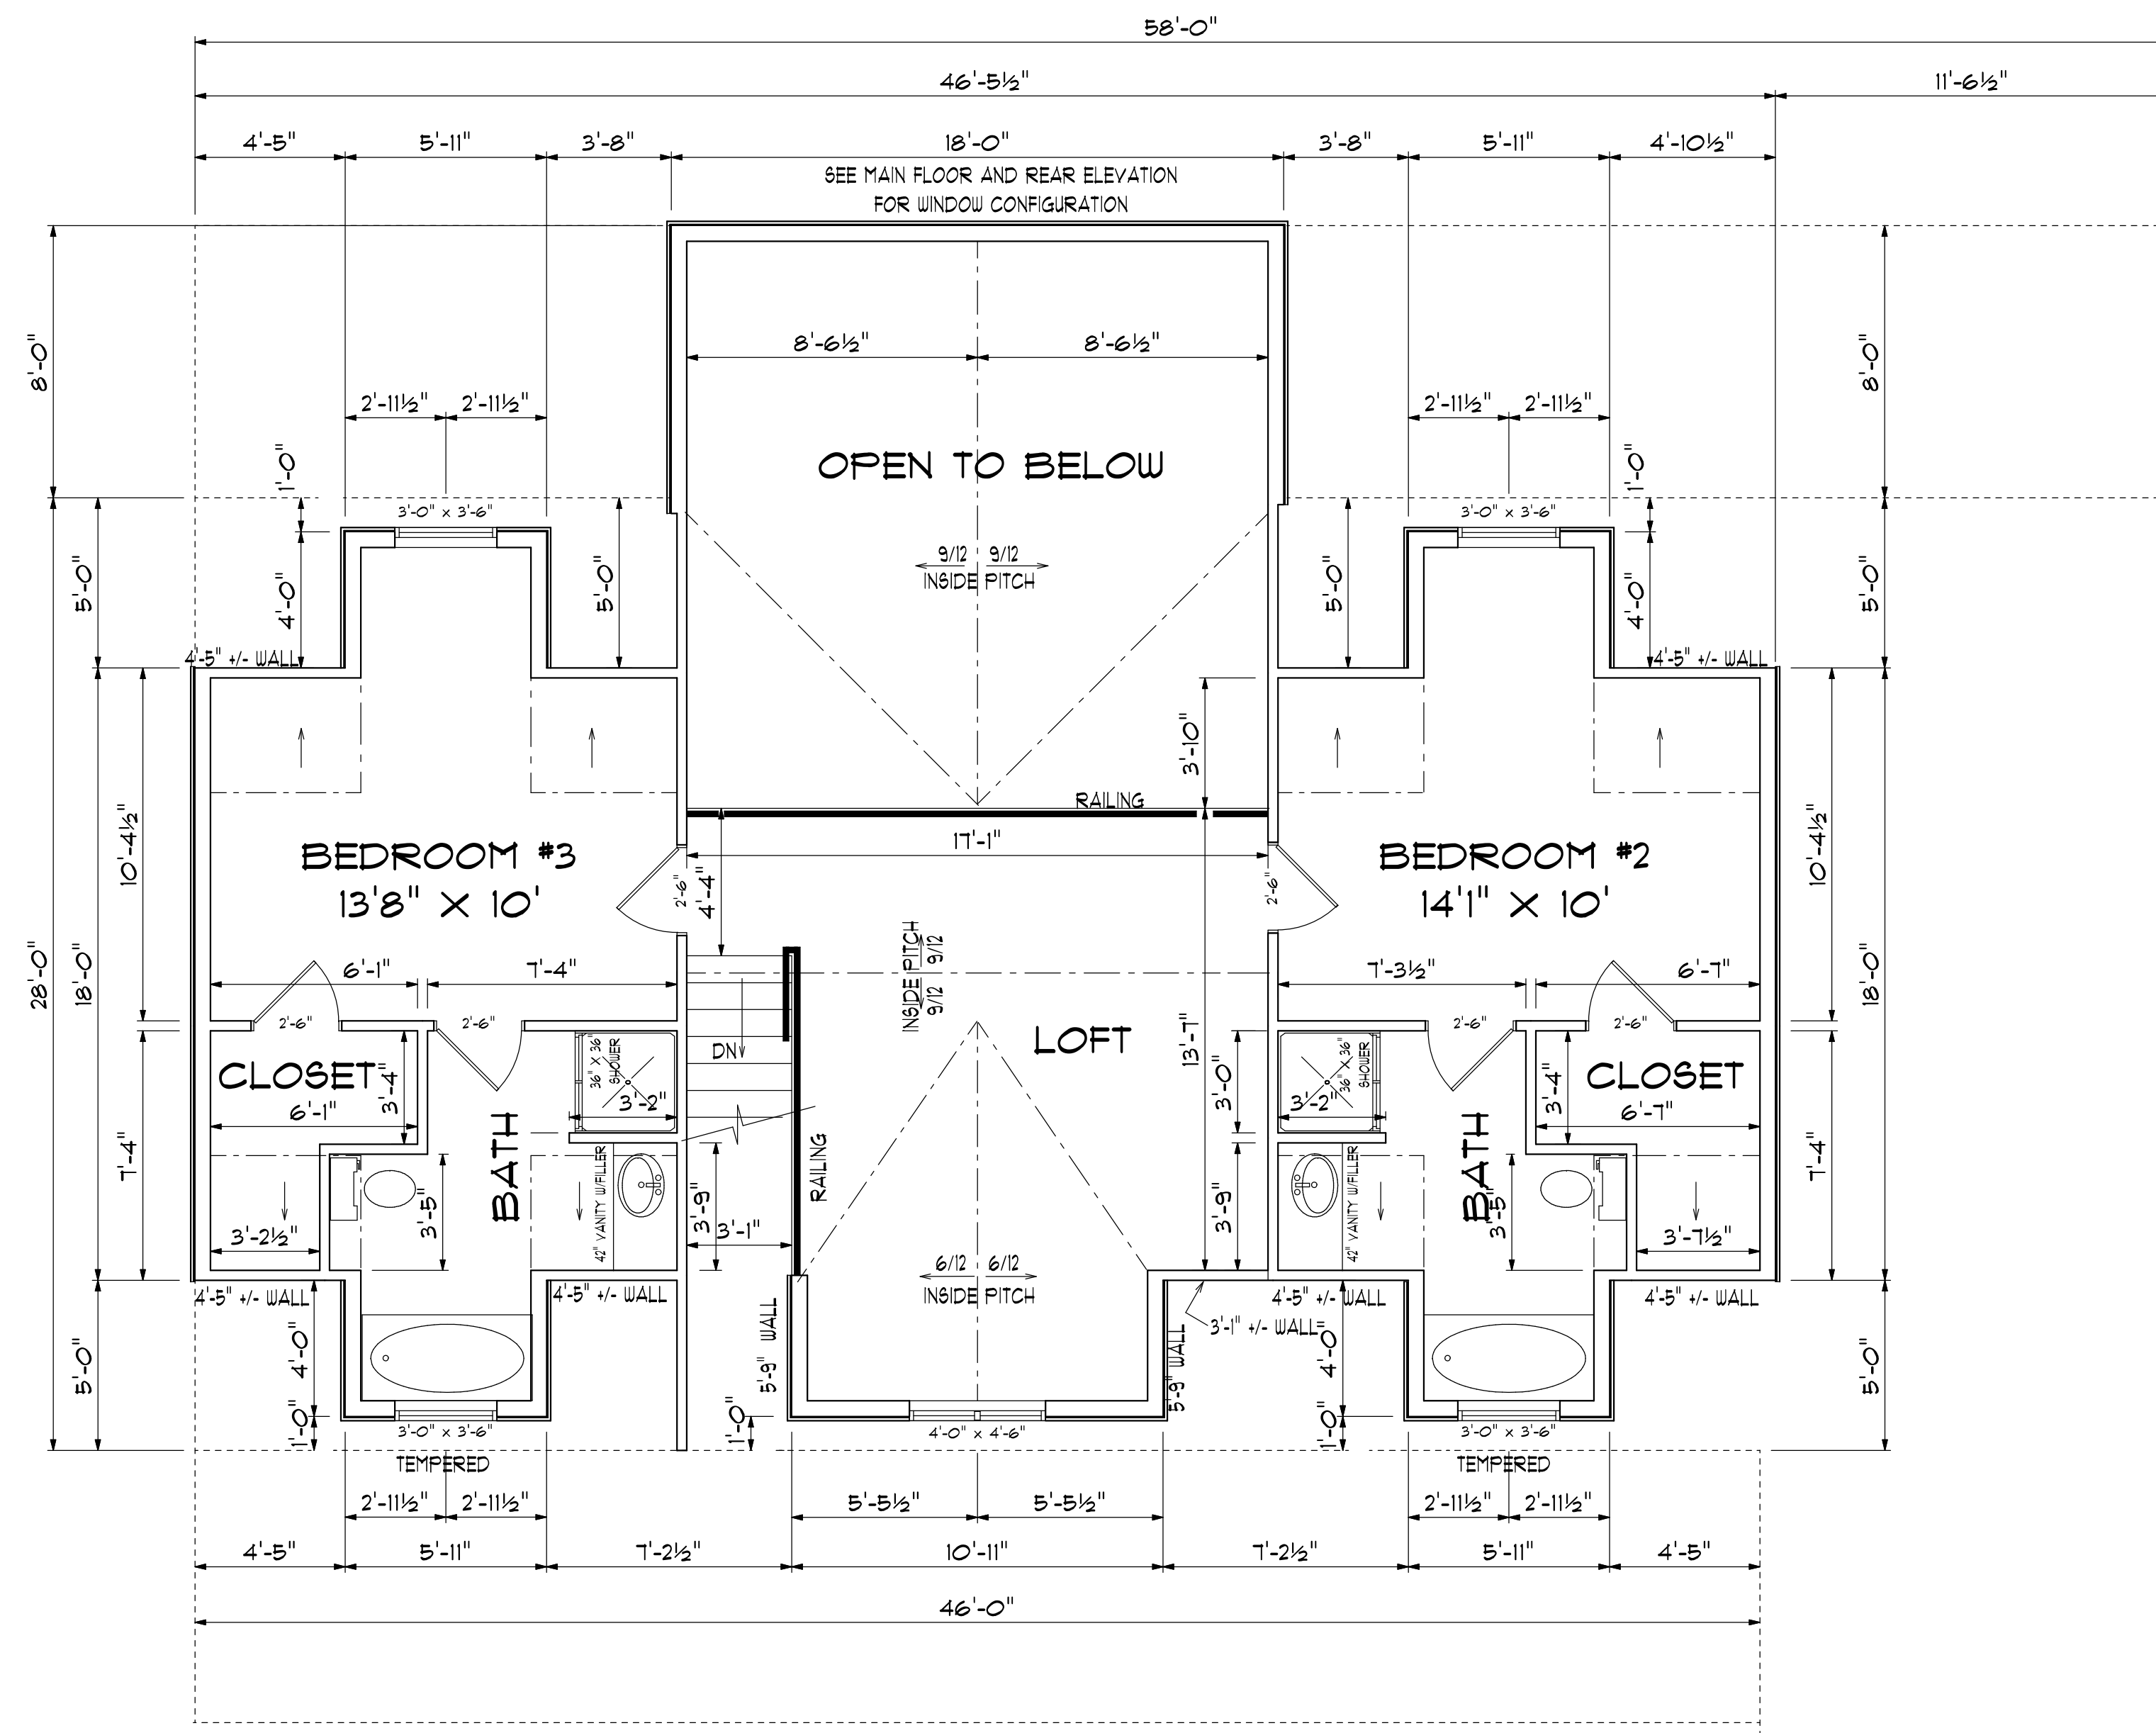 58'-0"
46'-5½"
11'-6½"
4'-5"
5'-11"
3'-8"
18'-0"
3'-8"
5'-11"
4'-10½"
SEE MAIN FLOOR AND REAR ELEVATION
FOR WINDOW CONFIGURATION
8'-0"
8'-6½"
8'-6½"
8'-0"
2'-11½"
2'-11½"
2'-11½"
2'-11½"
1'-0"
OPEN TO BELOW
1'-0"
3'-0" x 3'-6"
3'-0" x 3'-6"
5'-0"
4'-0"
5'-0"
9/12
9/12
INSIDE PITCH
5'-0"
4'-0"
5'-0"
4'-5" +/- WALL
4'-5" +/- WALL
3'-10"
RAILING
17'-1"
10'-4½"
BEDROOM #3
13'8" X 10'
2'-6"
4'-4"
2'-6"
BEDROOM #2
14'1" X 10'
10'-4½"
28'-0"
18'-0"
6'-1"
7'-4"
INSIDE PITCH
9/12
9/12
7'-3½"
6'-7"
18'-0"
2'-6"
2'-6"
2'-6"
2'-6"
CLOSET
3'-4"
36" X 36"
SHOWER
DN
LOFT
13'-7"
3'-0"
36" X 36"
SHOWER
3'-4"
CLOSET
6'-1"
3'-2"
3'-2"
6'-7"
7'-4"
BATH
RAILING
BATH
7'-4"
3'-5"
42" VANITY W/FILLER
3'-9"
3'-9"
42" VANITY W/FILLER
3'-5"
3'-2½"
3'-1"
3'-7½"
6/12
6/12
INSIDE PITCH
4'-5" +/- WALL
4'-5" +/- WALL
4'-5" +/- WALL
4'-5" +/- WALL
3'-1" +/- WALL
5'-0"
4'-0"
5'-9" WALL
5'-9" WALL
4'-0"
5'-0"
1'-0"
3'-0" x 3'-6"
1'-0"
4'-0" x 4'-6"
1'-0"
3'-0" x 3'-6"
TEMPERED
TEMPERED
2'-11½"
2'-11½"
5'-5½"
5'-5½"
2'-11½"
2'-11½"
4'-5"
5'-11"
7'-2½"
10'-11"
7'-2½"
5'-11"
4'-5"
46'-0"